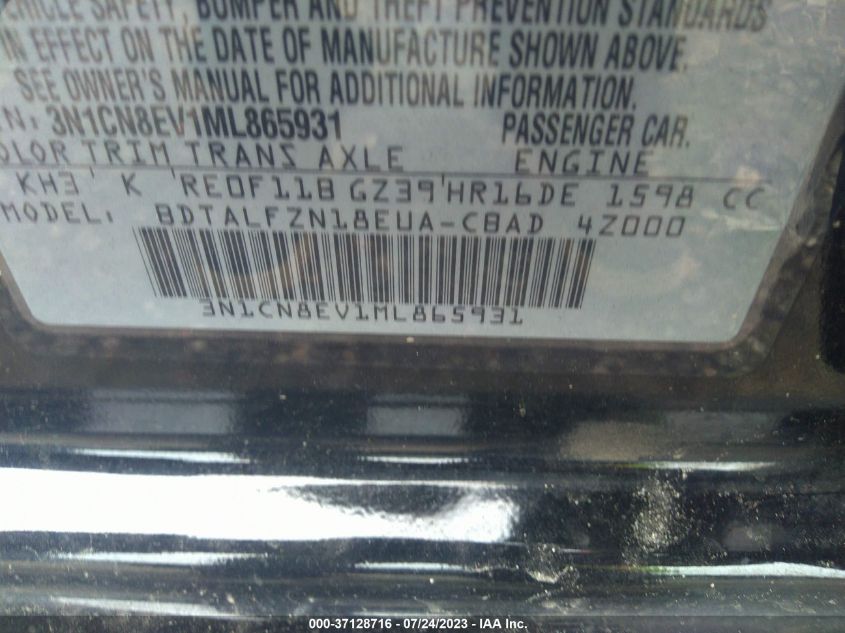 VEHICLE SAFETY, BUMPER AND THEFT PREVENTION STANDARDS
IN EFFECT ON THE DATE OF MANUFACTURE SHOWN ABOVE.
SEE OWNER'S MANUAL FOR ADDITIONAL INFORMATION.
.N: 3N1CN8EV1ML865931 PASSENGER CAR.
OLOR TRIM TRANS AXLE ENGINE
KH3 K RE0F11B GZ39 HR16DE 1598 CC
MODEL: BDTALFZN18EUA-CBAD 4Z000
3N1CN8EV1ML865931
000-37128716 - 07/24/2023 - IAA Inc.